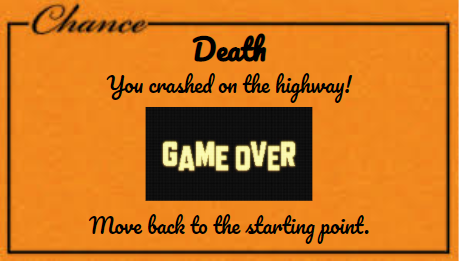 Chance
Death
You crashed on the highway!
GAME OVER
Move back to the starting point.